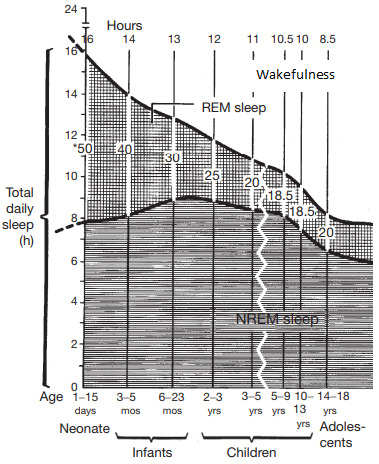 24
Hours
16 14 13 12 11 10.5 10 8.5
16
Wakefulness
14
REM sleep
12
*50 40 30 25 20 18.5 18.5 20
10
Total
daily
sleep
(h)
8
6
4
NREM sleep
2
0
Age 1–15 3–5 6–23 2–3 3–5 5–9 10– 14–18
days mos mos yrs yrs yrs 13 yrs
yrs
Neonate
Adoles-
cents
Infants
Children